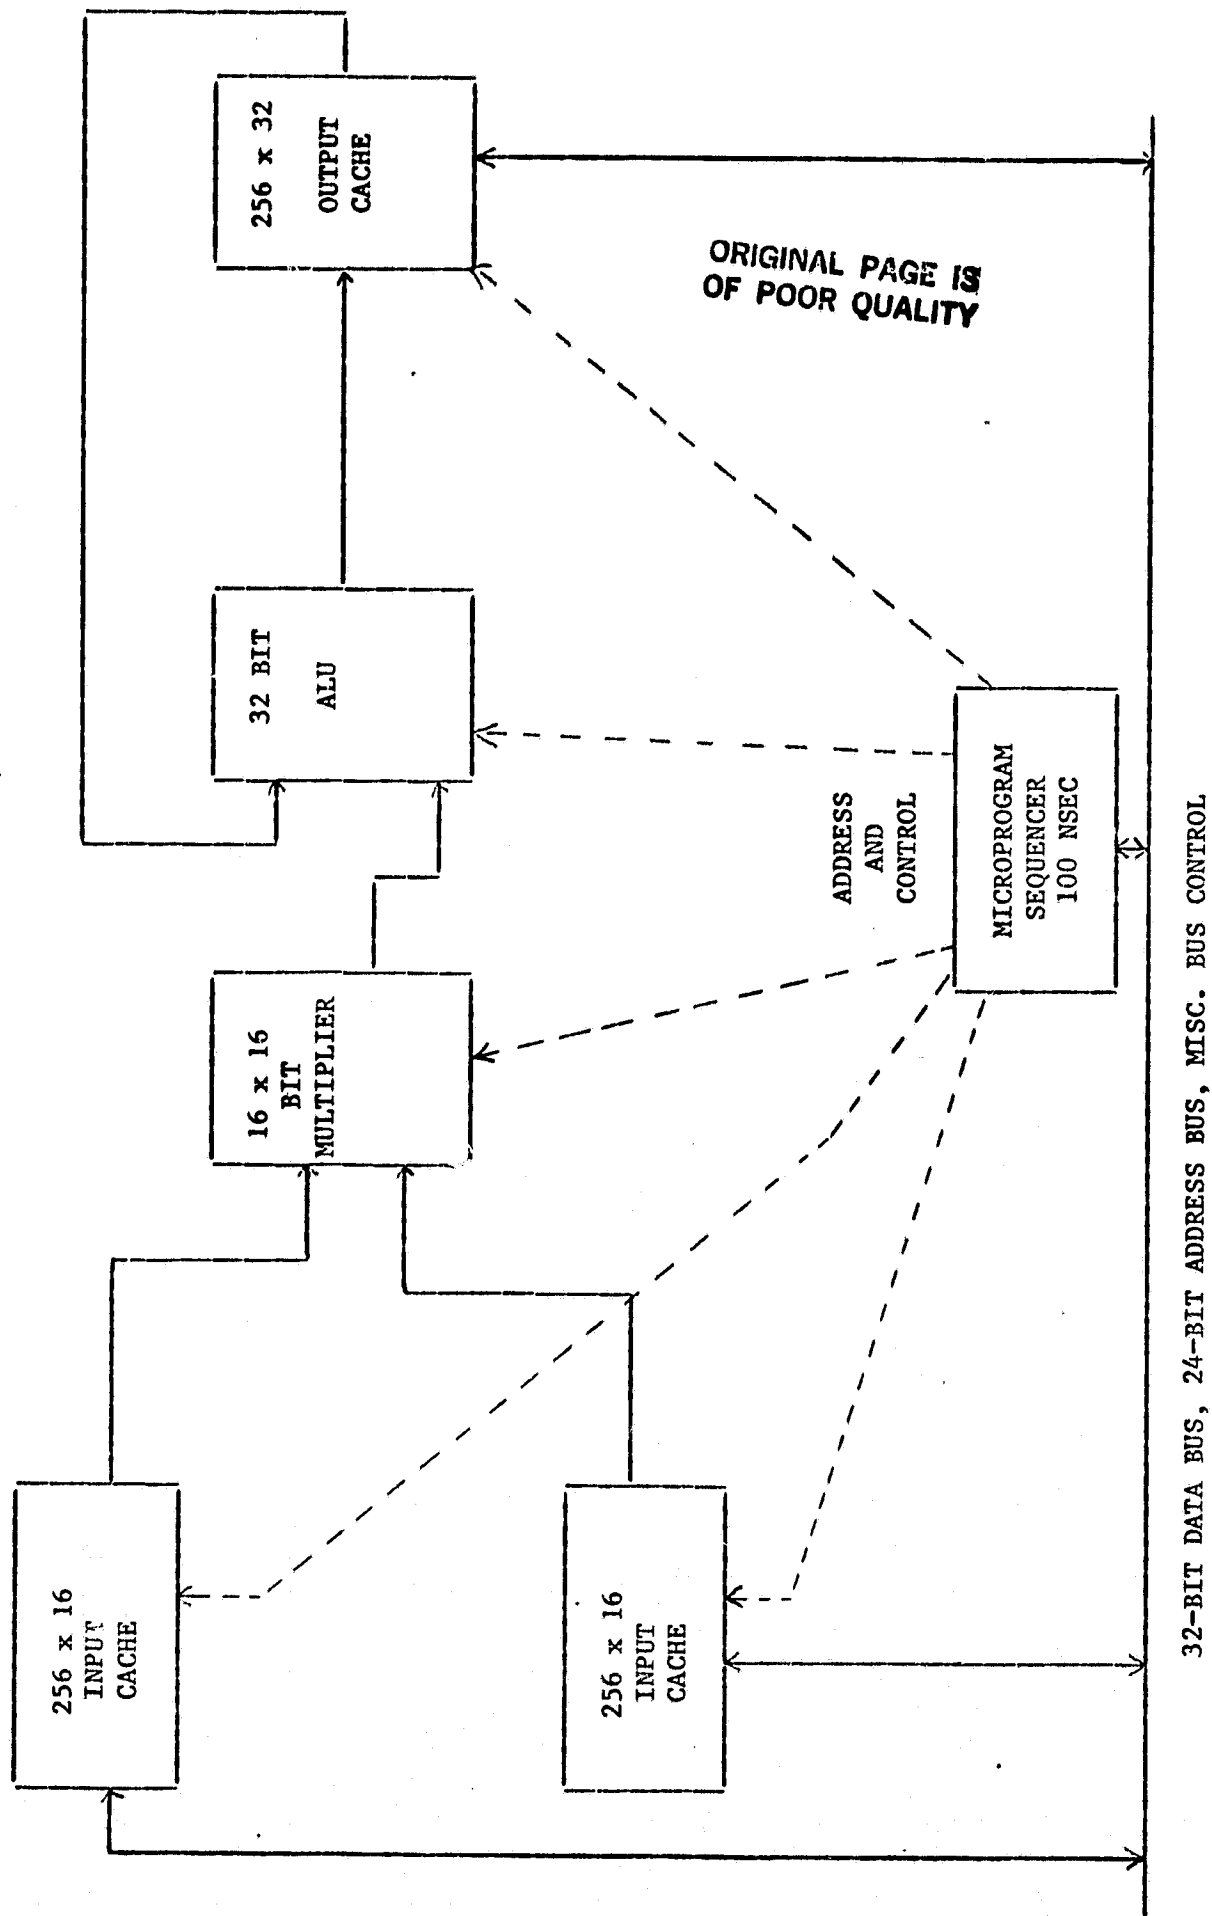 256 x 16
INPUT
CACHE
256 x 16
INPUT
CACHE
16 x 16
BIT
MULTIPLIER
32 BIT
ALU
256 x 32
OUTPUT
CACHE
ADDRESS
AND
CONTROL
MICROPROGRAM
SEQUENCER
100 NSEC
ORIGINAL PAGE IS
OF POOR QUALITY
32-BIT DATA BUS, 24-BIT ADDRESS BUS, MISC. BUS CONTROL